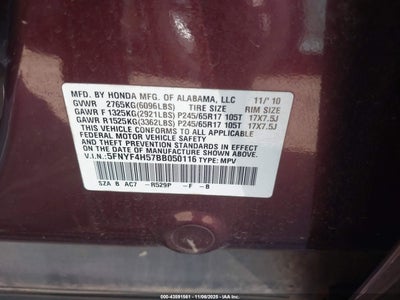 MFD. BY HONDA MFG. OF ALABAMA, LLC 11/'10
GVWR 2765KG(6096LBS) TIRE SIZE RIM SIZE
GAWR F 1325KG(2921LBS) P245/65R17 105T 17X7.5J
GAWR R1525KG(3362LBS) P245/65R17 105T 17X7.5J
THIS VEHICLE CONFORMS TO ALL APPLICABLE
FEDERAL MOTOR VEHICLE SAFETY AND THEFT PREVENTION
STANDARDS IN EFFECT ON THE DATE OF MANUFACTURE SHOWN ABOVE.
V.I.N.:5FNYF4H57BB050116 TYPE: MPV
SZA B AC7 -R529P -F -B
000-43891561 - 11/06/2025 - IAA Inc.